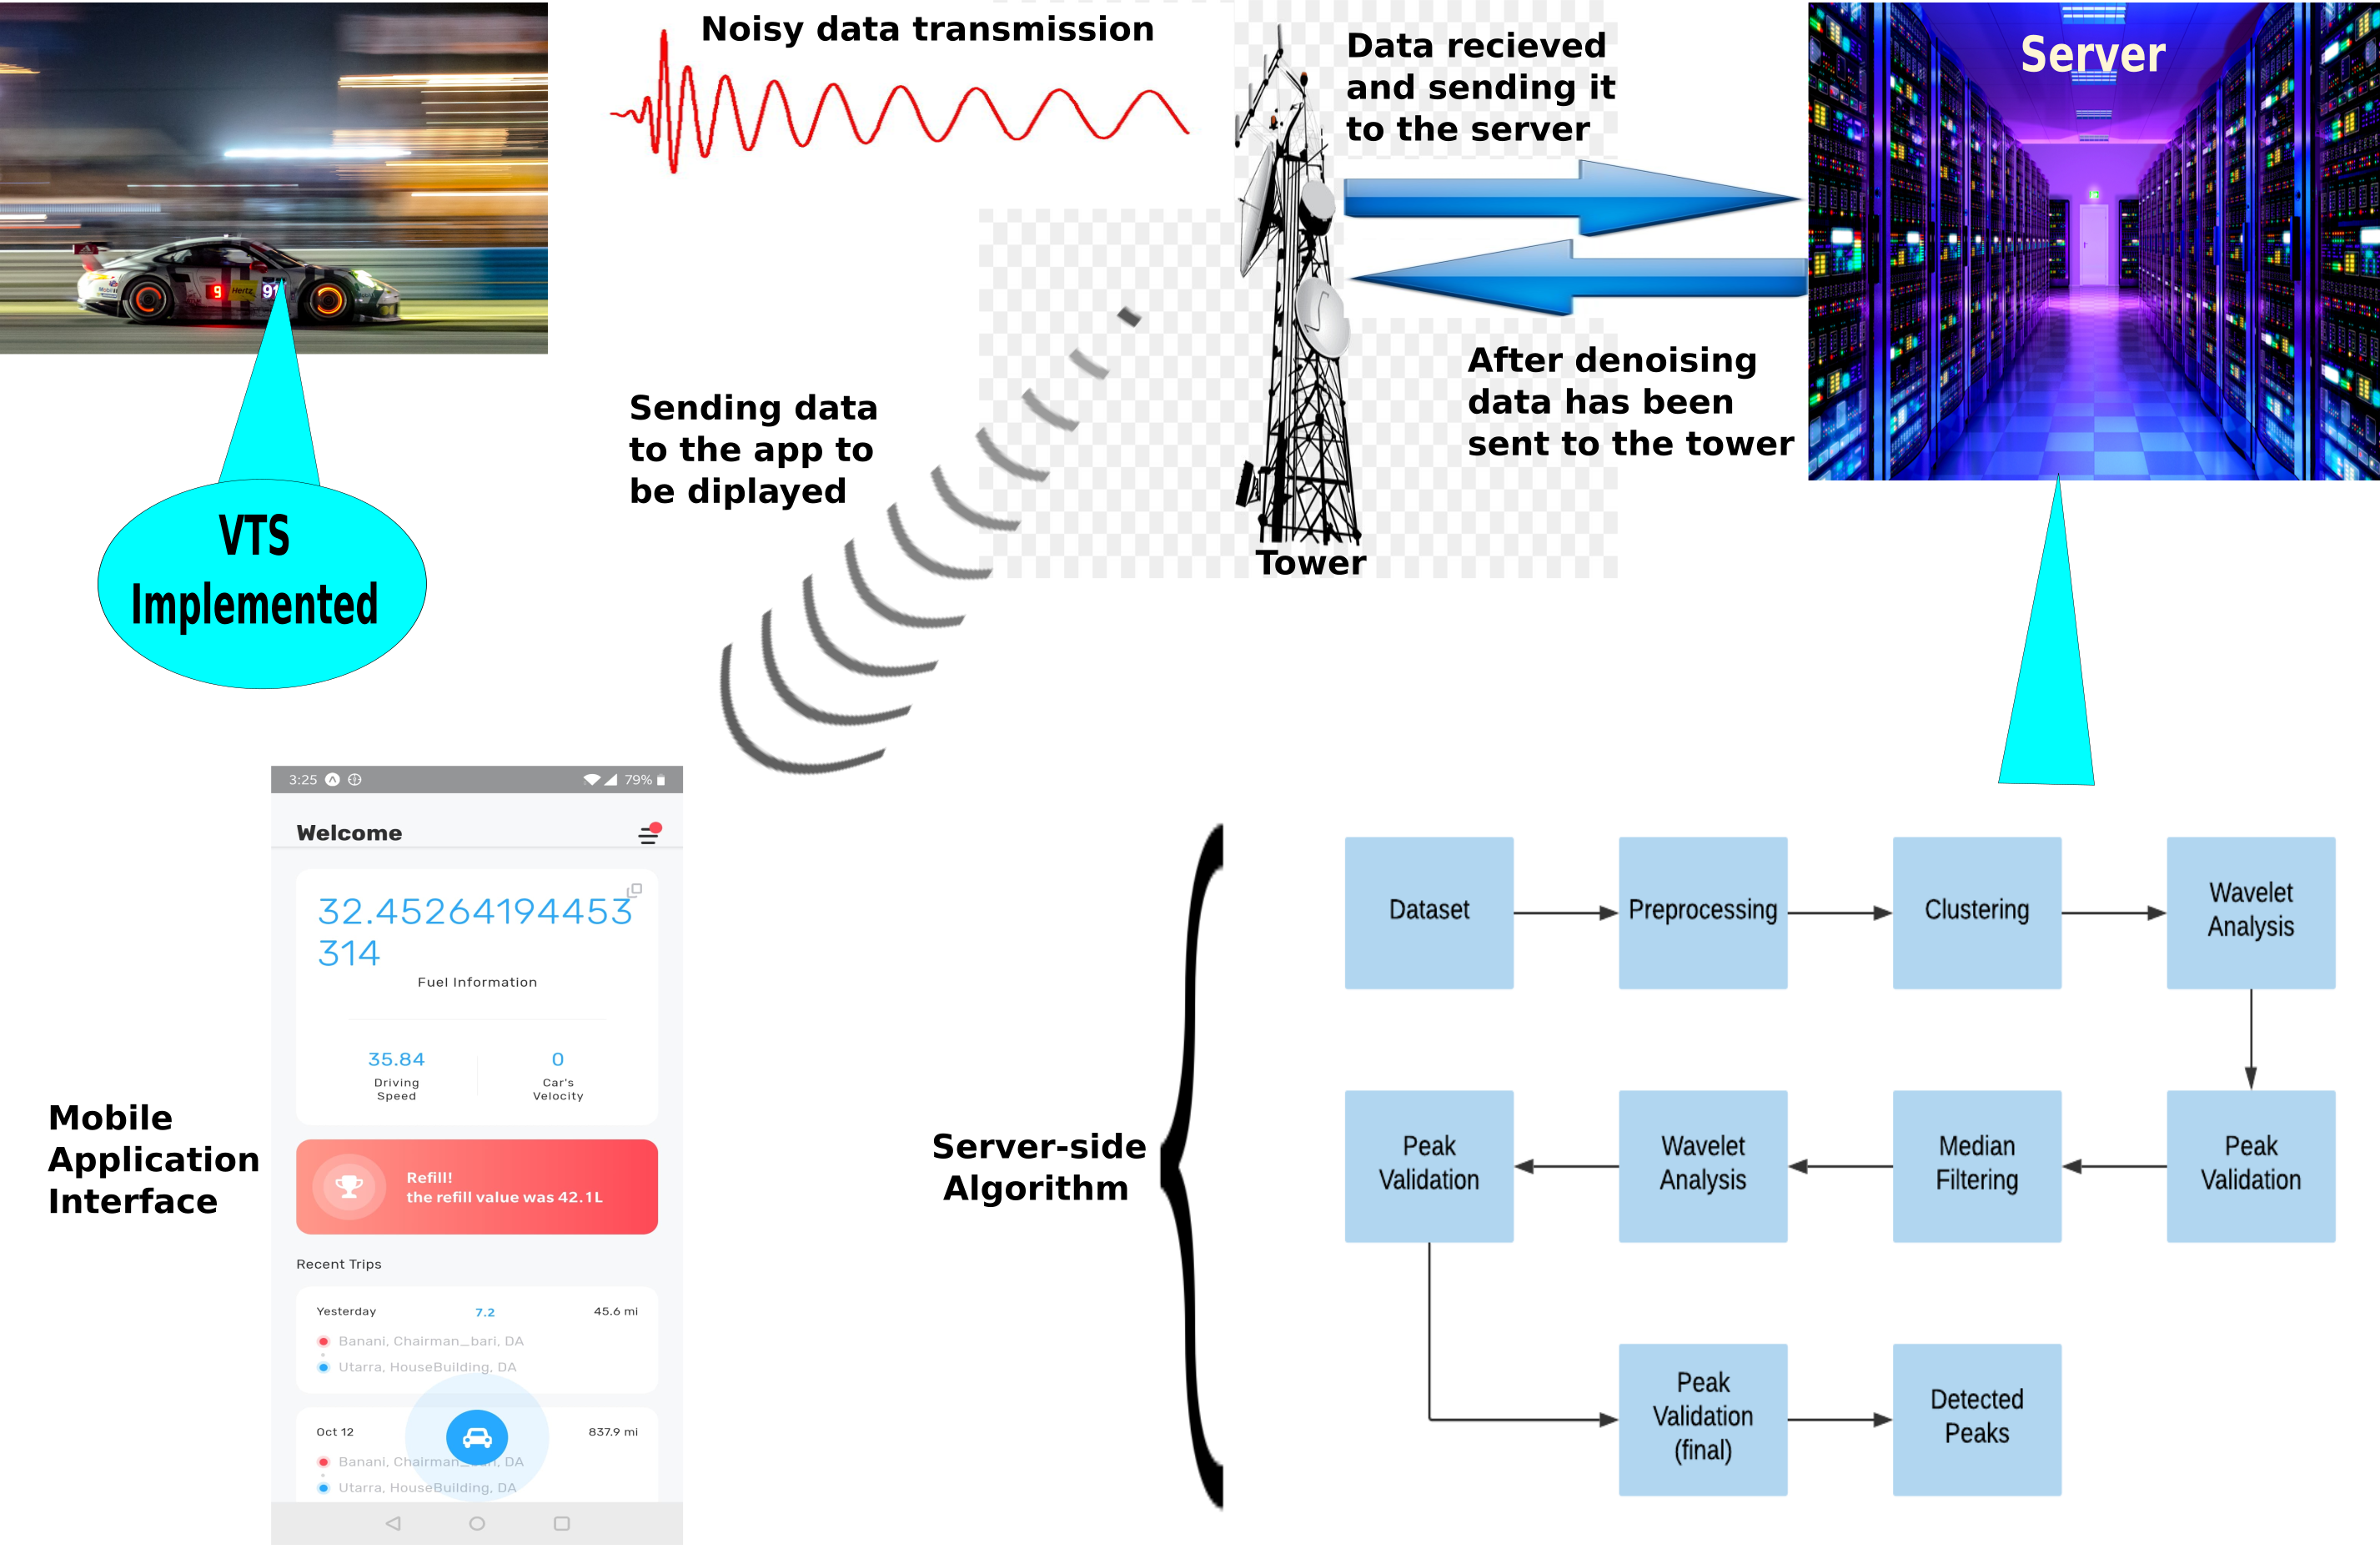 Noisy data transmission
Data recieved
and sending it
to the server
Server
9
Hertz
91
After denoising
data has been
sent to the tower
Sending data
to the app to
be diplayed
Tower
VTS
Implemented
3:25
79%
Welcome
32.45264194453
314
Fuel Information
35.84
0
Driving
Speed
Car's
Velocity
Refill!
the refill value was 42.1L
Recent Trips
Yesterday 7.2 45.6 mi
Banani, Chairman_bari, DA
Utarra, HouseBuilding, DA
Oct 12 837.9 mi
Banani, Chairman_bari, DA
Utarra, HouseBuilding, DA
Mobile
Application
Interface
Server-side
Algorithm
Dataset
Preprocessing
Clustering
Wavelet
Analysis
Peak
Validation
Median
Filtering
Wavelet
Analysis
Peak
Validation
Peak
Validation
(final)
Detected
Peaks